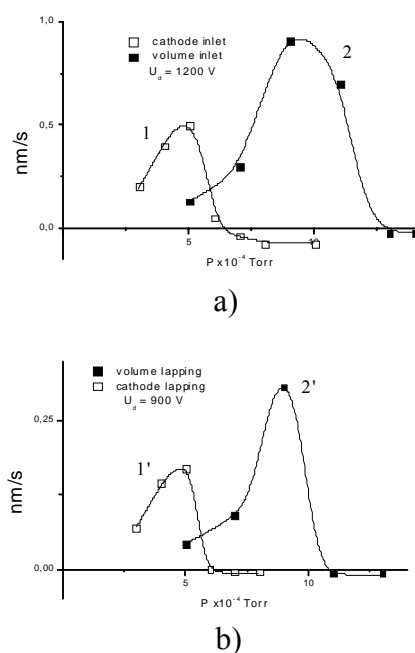 1,0
0,5
0,0
nm/s
cathode inlet
volume inlet
U_d = 1200 V
1
2
5
10
P x10⁻⁴ Torr
a)
0,25
0,00
nm/s
volume lapping
cathode lapping
U_d = 900 V
1'
2'
5
10
P x10⁻⁴ Torr
b)